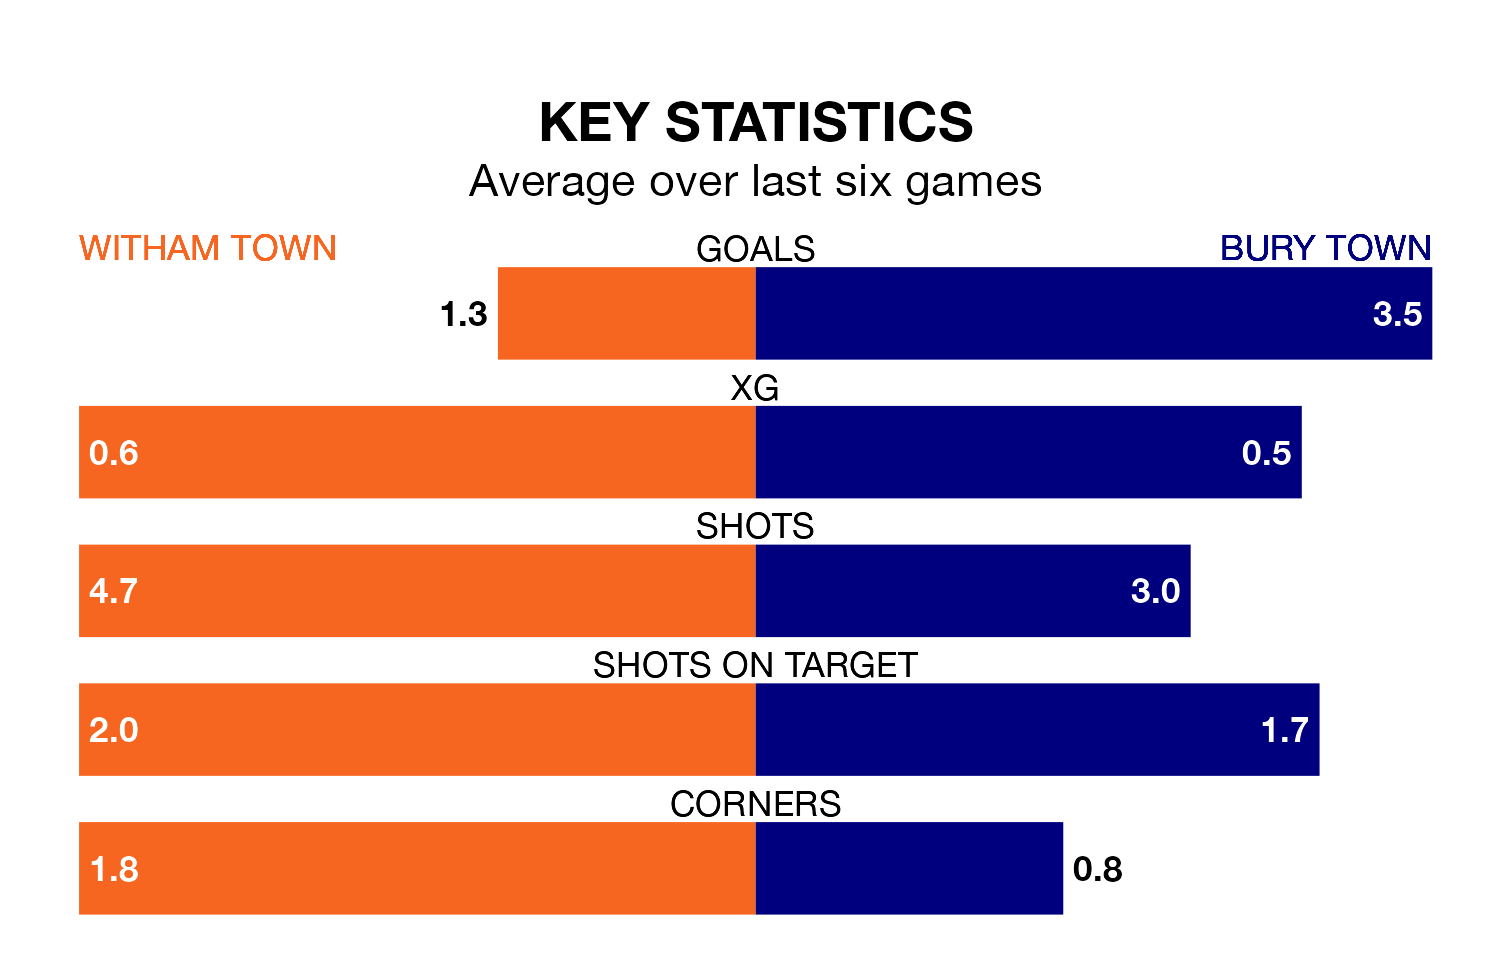 KEY STATISTICS
Average over last six games
WITHAM TOWN GOALS BURY TOWN
1.3 3.5
XG
0.6 0.5
SHOTS
4.7 3.0
SHOTS ON TARGET
2.0 1.7
CORNERS
1.8 0.8